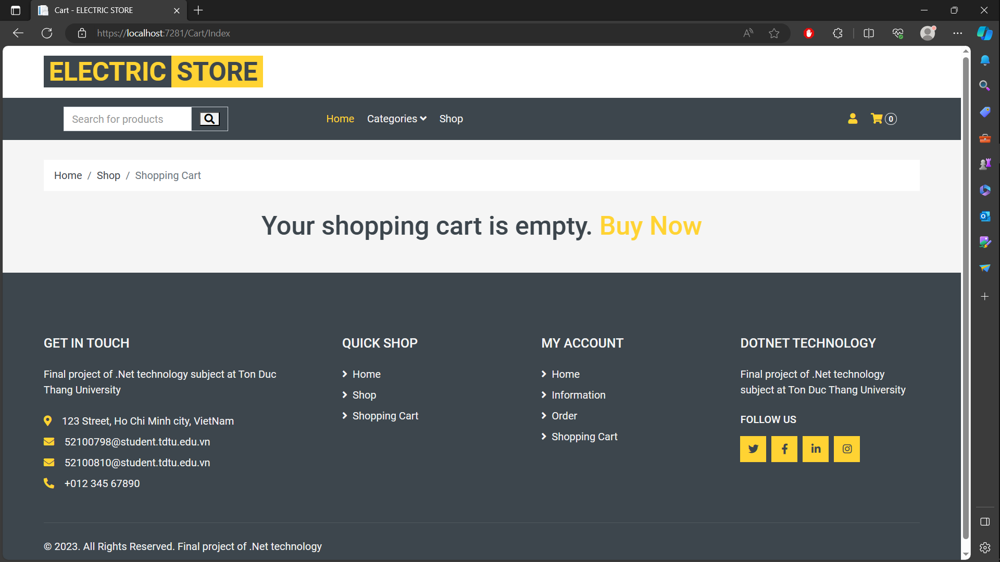 Cart - ELECTRIC STORE
https://localhost:7281/Cart/Index
ELECTRIC STORE
Search for products
Home Categories Shop
0
Home / Shop / Shopping Cart
Your shopping cart is empty. Buy Now
GET IN TOUCH
Final project of .Net technology subject at Ton Duc
Thang University
123 Street, Ho Chi Minh city, VietNam
52100798@student.tdtu.edu.vn
52100810@student.tdtu.edu.vn
+012 345 67890
QUICK SHOP
Home
Shop
Shopping Cart
MY ACCOUNT
Home
Information
Order
Shopping Cart
DOTNET TECHNOLOGY
Final project of .Net technology
subject at Ton Duc Thang University
FOLLOW US
© 2023. All Rights Reserved. Final project of .Net technology